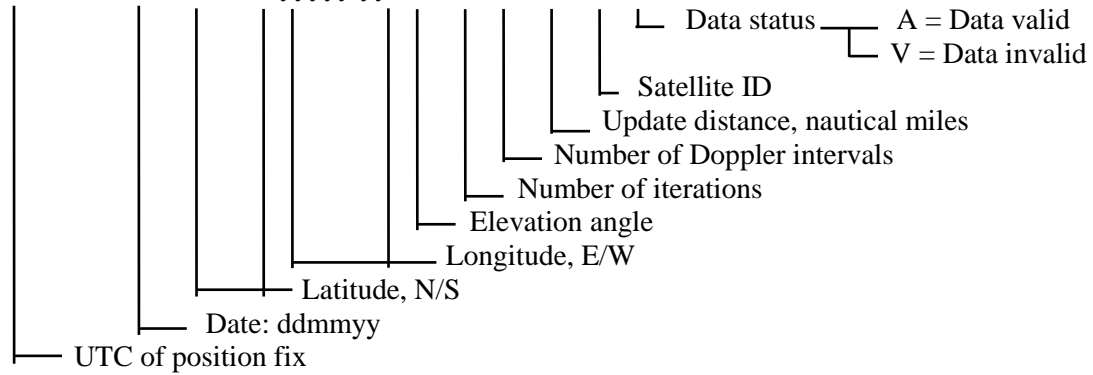 Data status A = Data valid
V = Data invalid
Satellite ID
Update distance, nautical miles
Number of Doppler intervals
Number of iterations
Elevation angle
Longitude, E/W
Latitude, N/S
Date: ddmmyy
UTC of position fix